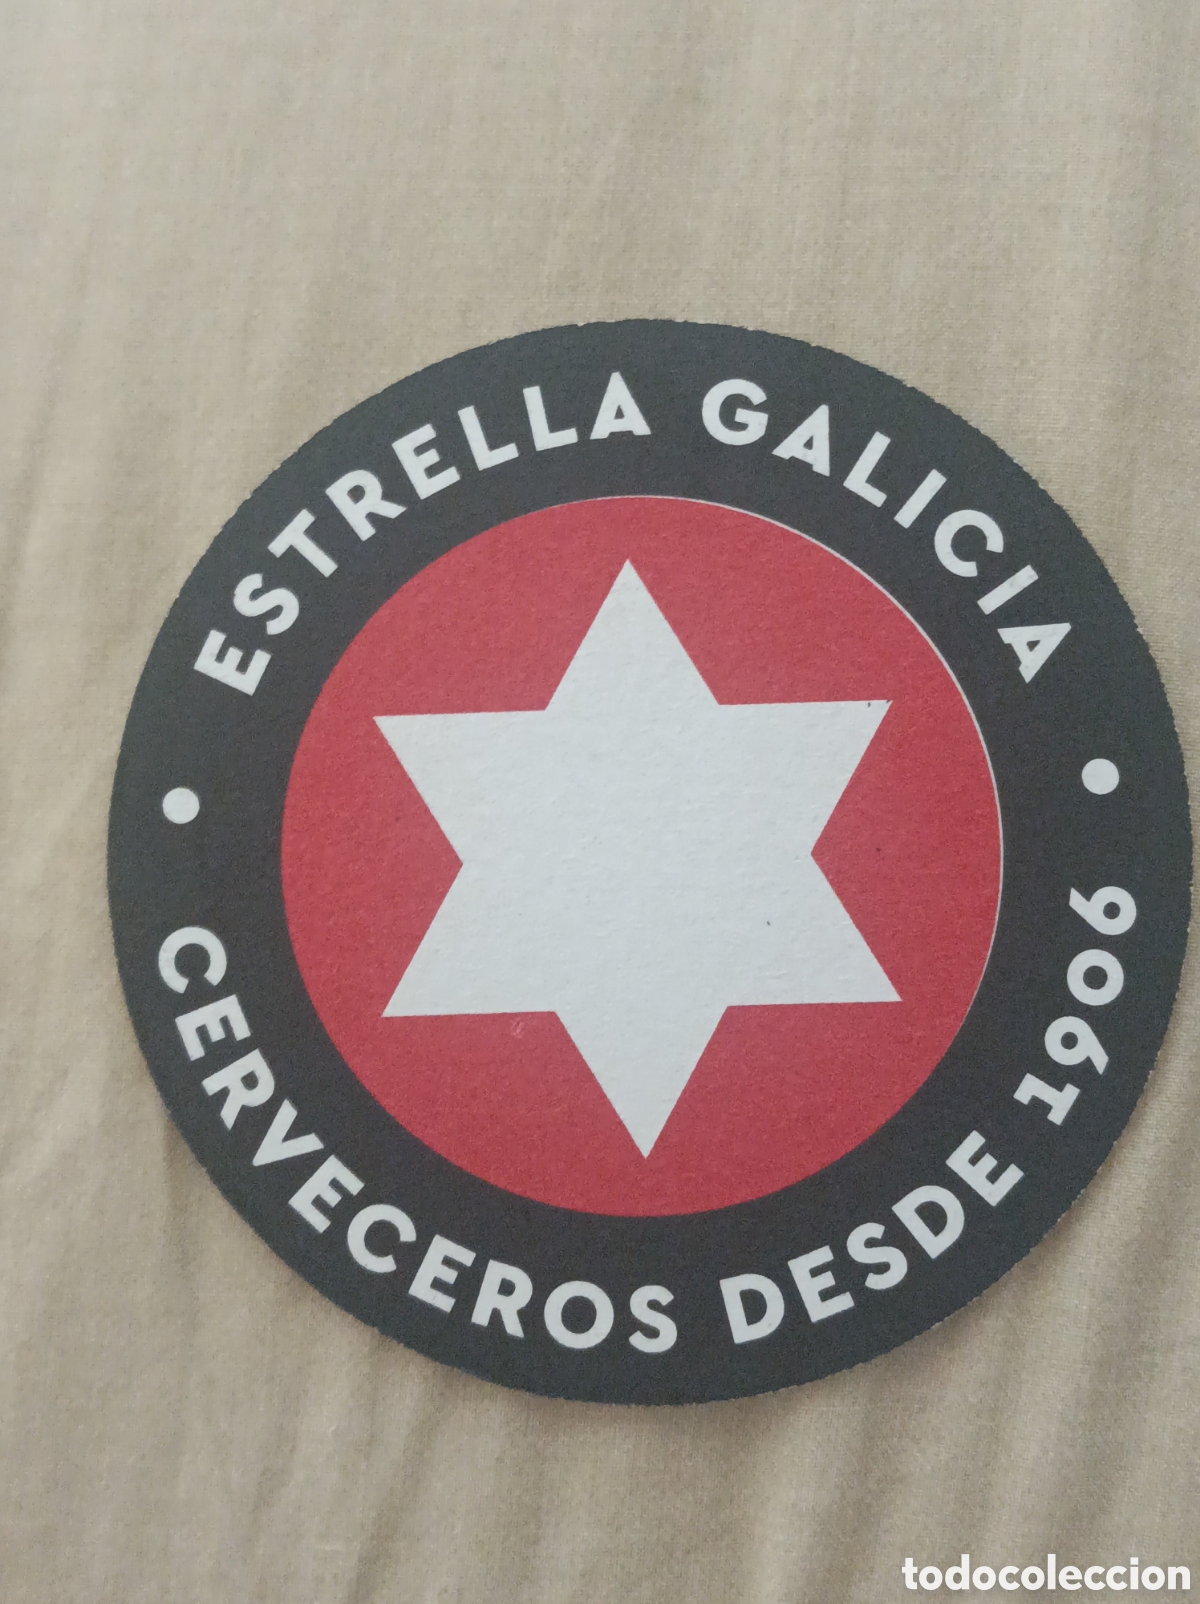 ESTRELLA GALICIA
CERVECEROS DESDE 1906
todocoleccion